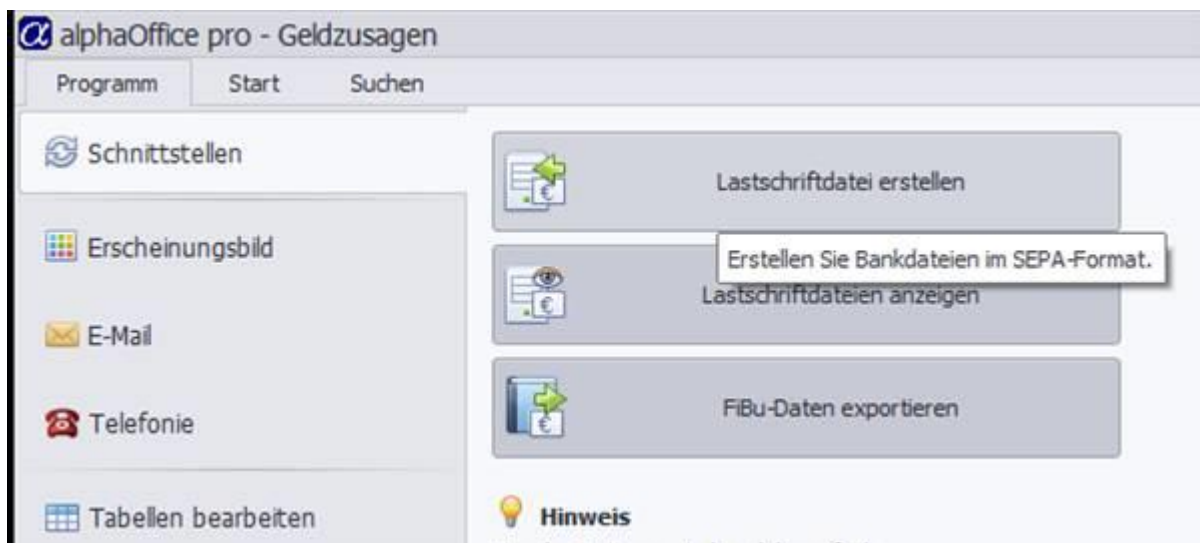 alphaOffice pro - Geldzusagen
Programm Start Suchen
Schnittstellen
Erscheinungsbild
E-Mail
Telefonie
Tabellen bearbeiten
Lastschriftdatei erstellen
Erstellen Sie Bankdateien im SEPA-Format.
Lastschriftdateien anzeigen
FiBu-Daten exportieren
Hinweis